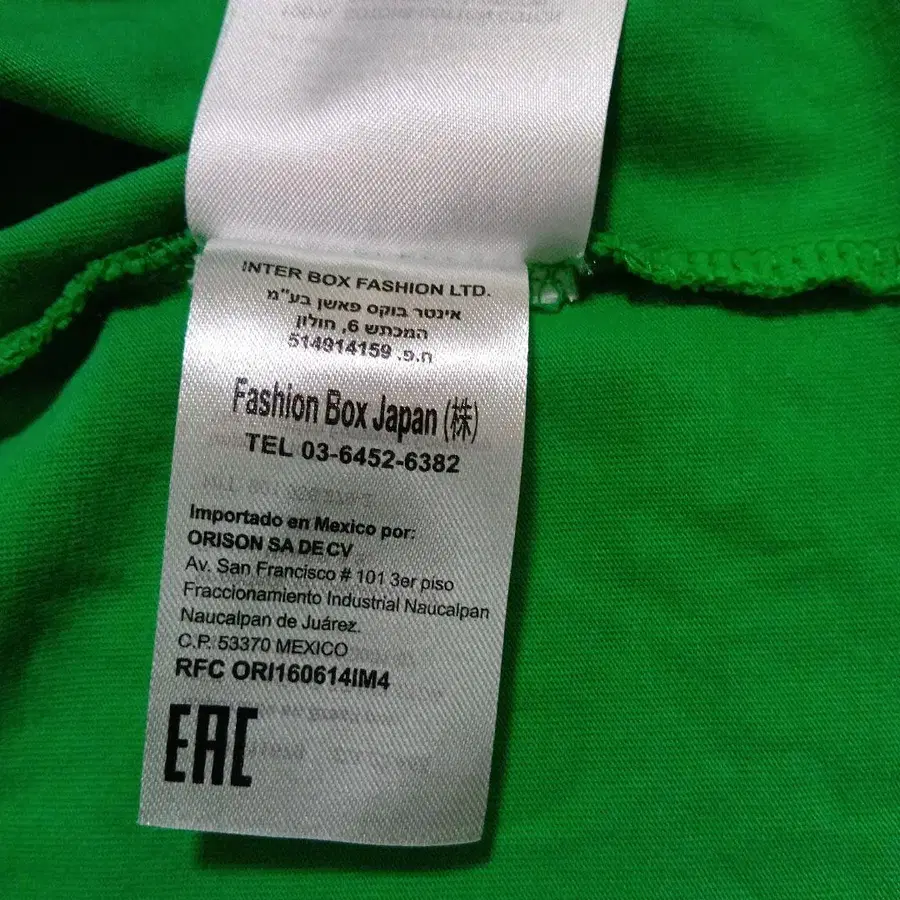 INTER BOX FASHION LTD.
אינטר בוקס פאשן בע"מ
המכתש 6, חולון
ח.פ. 514914159
Fashion Box Japan (株)
TEL 03-6452-6382
Importado en Mexico por:
ORISON SA DE CV
Av. San Francisco # 101 3er piso
Fraccionamiento Industrial Naucalpan
Naucalpan de Juárez.
C.P. 53370 MEXICO
RFC ORI160614IM4
EAC